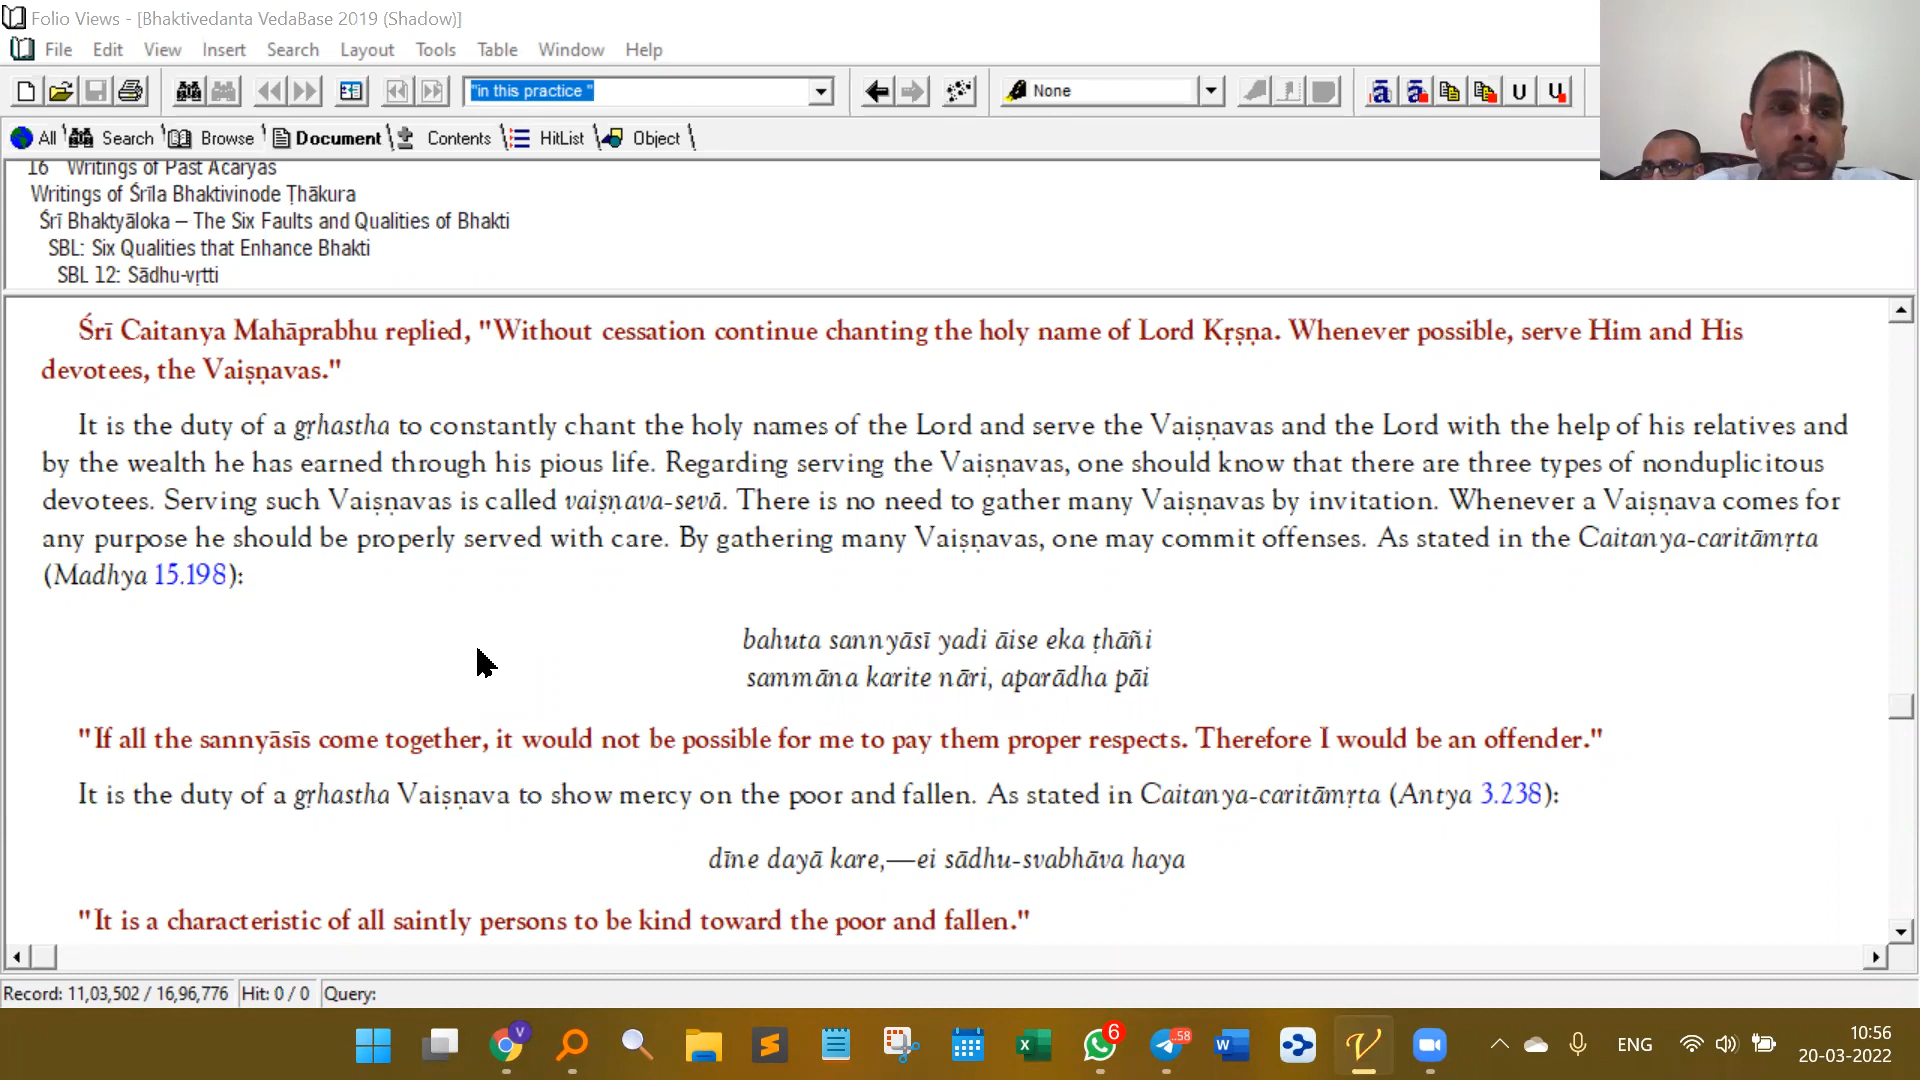 Folio Views - [Bhaktivedanta VedaBase 2019 (Shadow)]
File Edit View Insert Search Layout Tools Table Window Help
"in this practice " None
All Search Browse Document Contents HitList Object
16 Writings of Past Acaryas
Writings of Śrīla Bhaktivinode Ṭhākura
Śrī Bhaktyāloka – The Six Faults and Qualities of Bhakti
SBL: Six Qualities that Enhance Bhakti
SBL 12: Sādhu-vṛtti
Śrī Caitanya Mahāprabhu replied, "Without cessation continue chanting the holy name of Lord Kṛṣṇa. Whenever possible, serve Him and His
devotees, the Vaiṣṇavas."
It is the duty of a gṛhastha to constantly chant the holy names of the Lord and serve the Vaiṣṇavas and the Lord with the help of his relatives and
by the wealth he has earned through his pious life. Regarding serving the Vaiṣṇavas, one should know that there are three types of nonduplicitous
devotees. Serving such Vaiṣṇavas is called vaiṣṇava-sevā. There is no need to gather many Vaiṣṇavas by invitation. Whenever a Vaiṣṇava comes for
any purpose he should be properly served with care. By gathering many Vaiṣṇavas, one may commit offenses. As stated in the Caitanya-caritāmṛta
(Madhya 15.198):
bahuta sannyāsī yadi āise eka ṭhāñi
sammāna karite nāri, aparādha pāi
"If all the sannyāsīs come together, it would not be possible for me to pay them proper respects. Therefore I would be an offender."
It is the duty of a gṛhastha Vaiṣṇava to show mercy on the poor and fallen. As stated in Caitanya-caritāmṛta (Antya 3.238):
dīne dayā kare,—ei sādhu-svabhāva haya
"It is a characteristic of all saintly persons to be kind toward the poor and fallen."
Record: 11,03,502 / 16,96,776 Hit: 0 / 0 Query:
V 6 58 ENG 10:56
20-03-2022